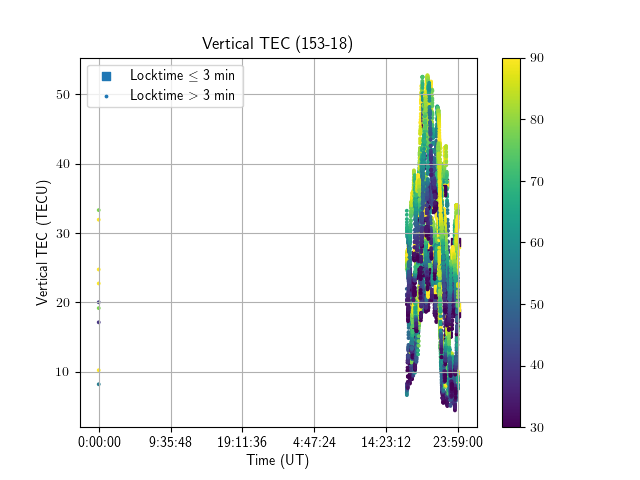 Vertical TEC (153-18)
Locktime ≤ 3 min
Locktime > 3 min
Vertical TEC (TECU)
50
40
30
20
10
0:00:00 9:35:48 19:11:36 4:47:24 14:23:12 23:59:00
Time (UT)
90
80
70
60
50
40
30